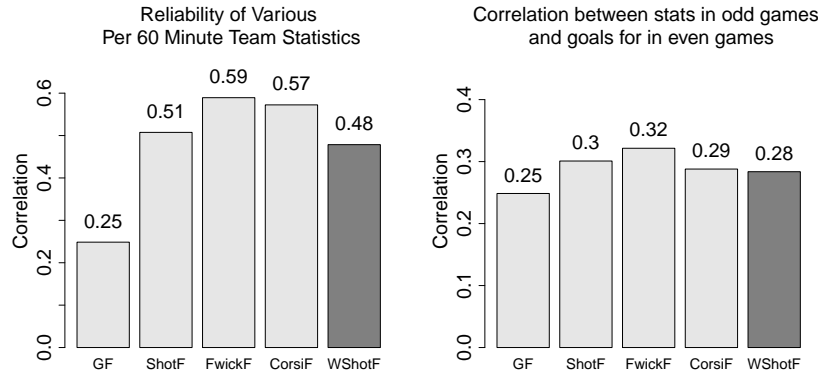 Reliability of Various
Per 60 Minute Team Statistics
Correlation
0.0
0.2
0.4
0.6
0.25
0.51
0.59
0.57
0.48
GF
ShotF
FwickF
CorsiF
WShotF
Correlation between stats in odd games
and goals for in even games
Correlation
0.0
0.1
0.2
0.3
0.4
0.25
0.3
0.32
0.29
0.28
GF
ShotF
FwickF
CorsiF
WShotF